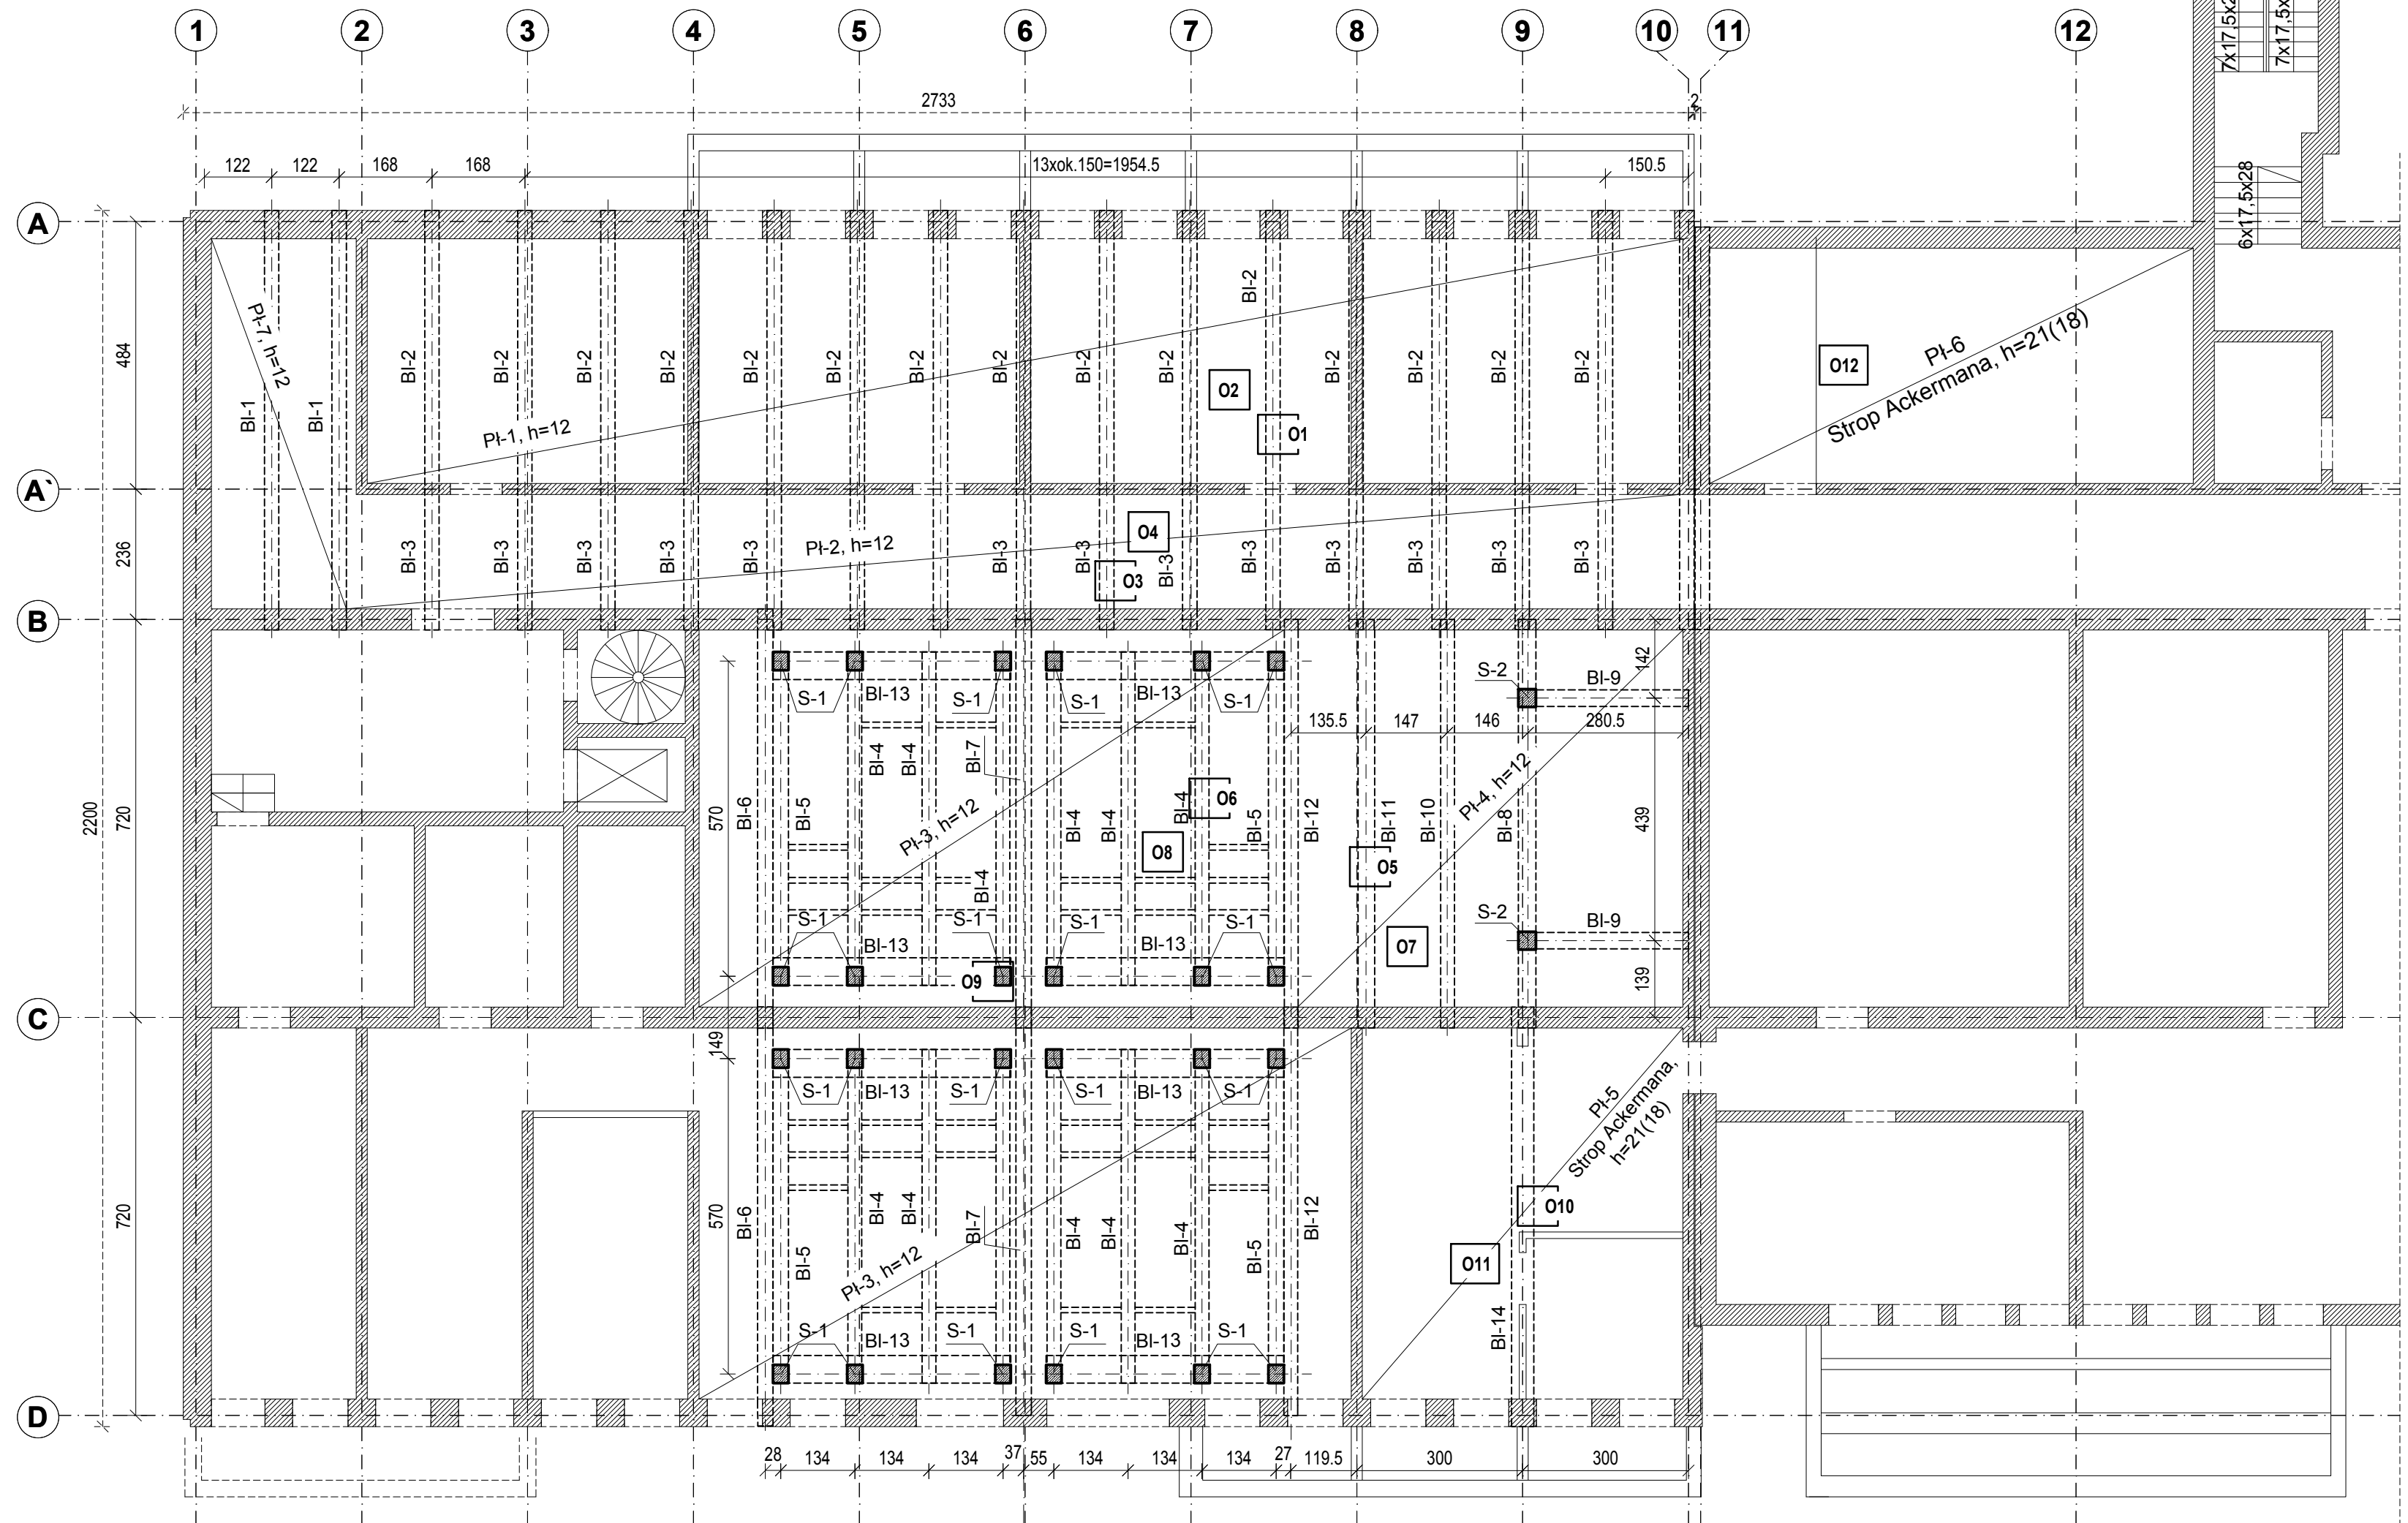 1 2 3 4 5 6 7 8 9 10 11 12
7x17,5x2
7x17,5x
2733 2
122 122 168 168 13xok.150=1954.5 150.5
6x17,5x28
A
Bl-2
Pł-7, h=12
484
Bl-2 Bl-2 Bl-2 Bl-2 Bl-2 Bl-2 Bl-2 Bl-2 Bl-2 Bl-2 Bl-2 Bl-2 Bl-2 Bl-2
Pł-6
Strop Ackermana, h=21(18)
O12
O2
Bl-1 Bl-1
Pł-1, h=12
O1
A`
236
Bl-3 Bl-3 Bl-3 Bl-3 Bl-3 Bl-3 Bl-3 Bl-3 Bl-3 Bl-3 Bl-3 Bl-3 Bl-3
Pł-2, h=12
O4
O3
B
142
S-1 Bl-13 S-1 S-1 Bl-13 S-1 S-2 Bl-9
135.5 147 146 280.5
2200
720
570
Bl-6 Bl-5 Bl-4 Bl-4 Bl-7
Bl-4 Bl-4 Bl-4 Bl-5 Bl-12 Bl-11 Bl-10 Bl-8
Pł-3, h=12
Pł-4, h=12
439
O6
O8
O5
Bl-4
S-1 S-1 S-1 S-1 S-2 Bl-9
Bl-13 Bl-13
O7
O9
139
C
149
S-1 Bl-13 S-1 S-1 Bl-13 S-1
Pł-5
Strop Ackermana,
h=21(18)
720
570
Bl-6 Bl-5 Bl-4 Bl-4 Bl-7
Bl-4 Bl-4 Bl-4 Bl-5 Bl-12
O10
O11
Pł-3, h=12
Bl-14
S-1 Bl-13 S-1 S-1 Bl-13 S-1
D
28 134 134 134 37 55 134 134 134 27 119.5 300 300